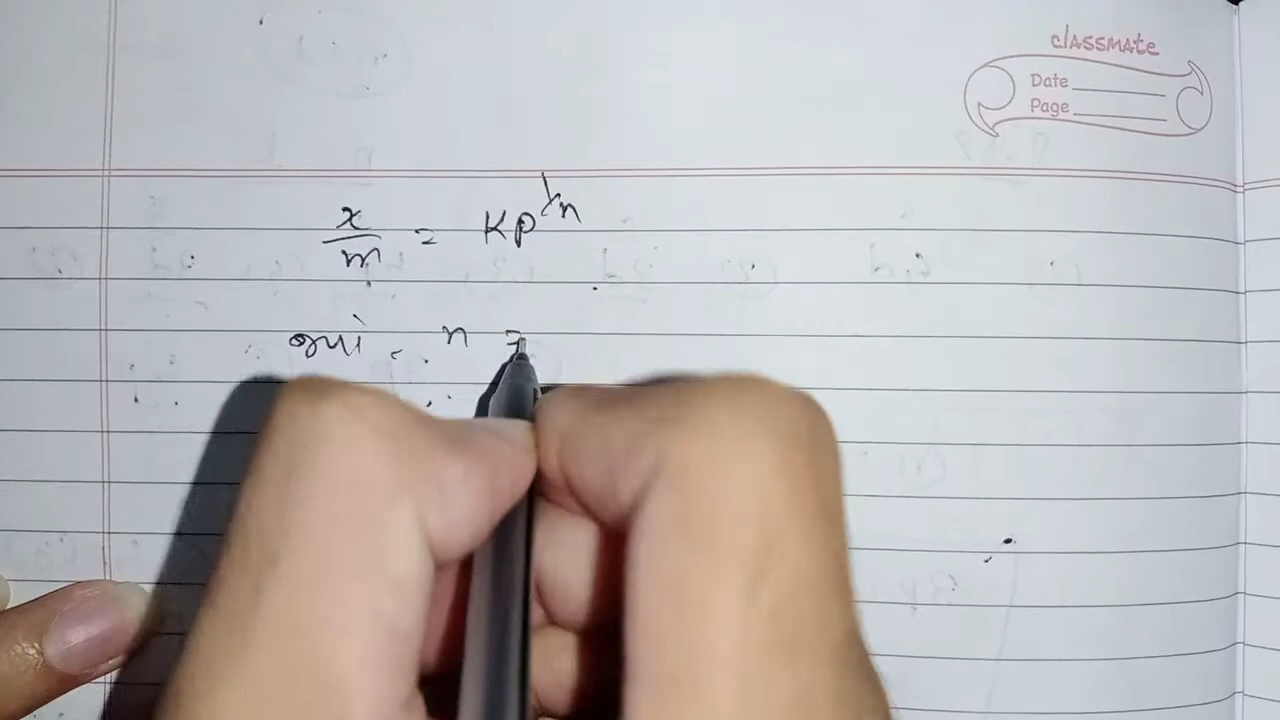 classmate
Date
Page
x/m = Kp^1/n
n =